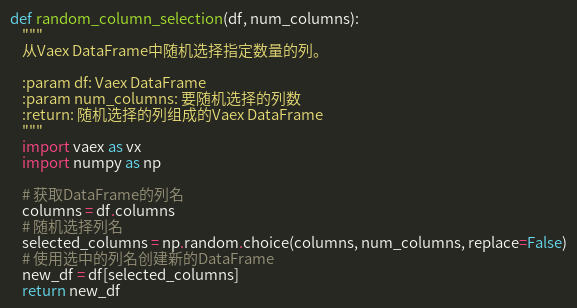 def random_column_selection(df, num_columns):
    """
    从Vaex DataFrame中随机选择指定数量的列。

    :param df: Vaex DataFrame
    :param num_columns: 要随机选择的列数
    :return: 随机选择的列组成的Vaex DataFrame
    """
    import vaex as vx
    import numpy as np

    # 获取DataFrame的列名
    columns = df.columns
    # 随机选择列名
    selected_columns = np.random.choice(columns, num_columns, replace=False)
    # 使用选中的列名创建新的DataFrame
    new_df = df[selected_columns]
    return new_df